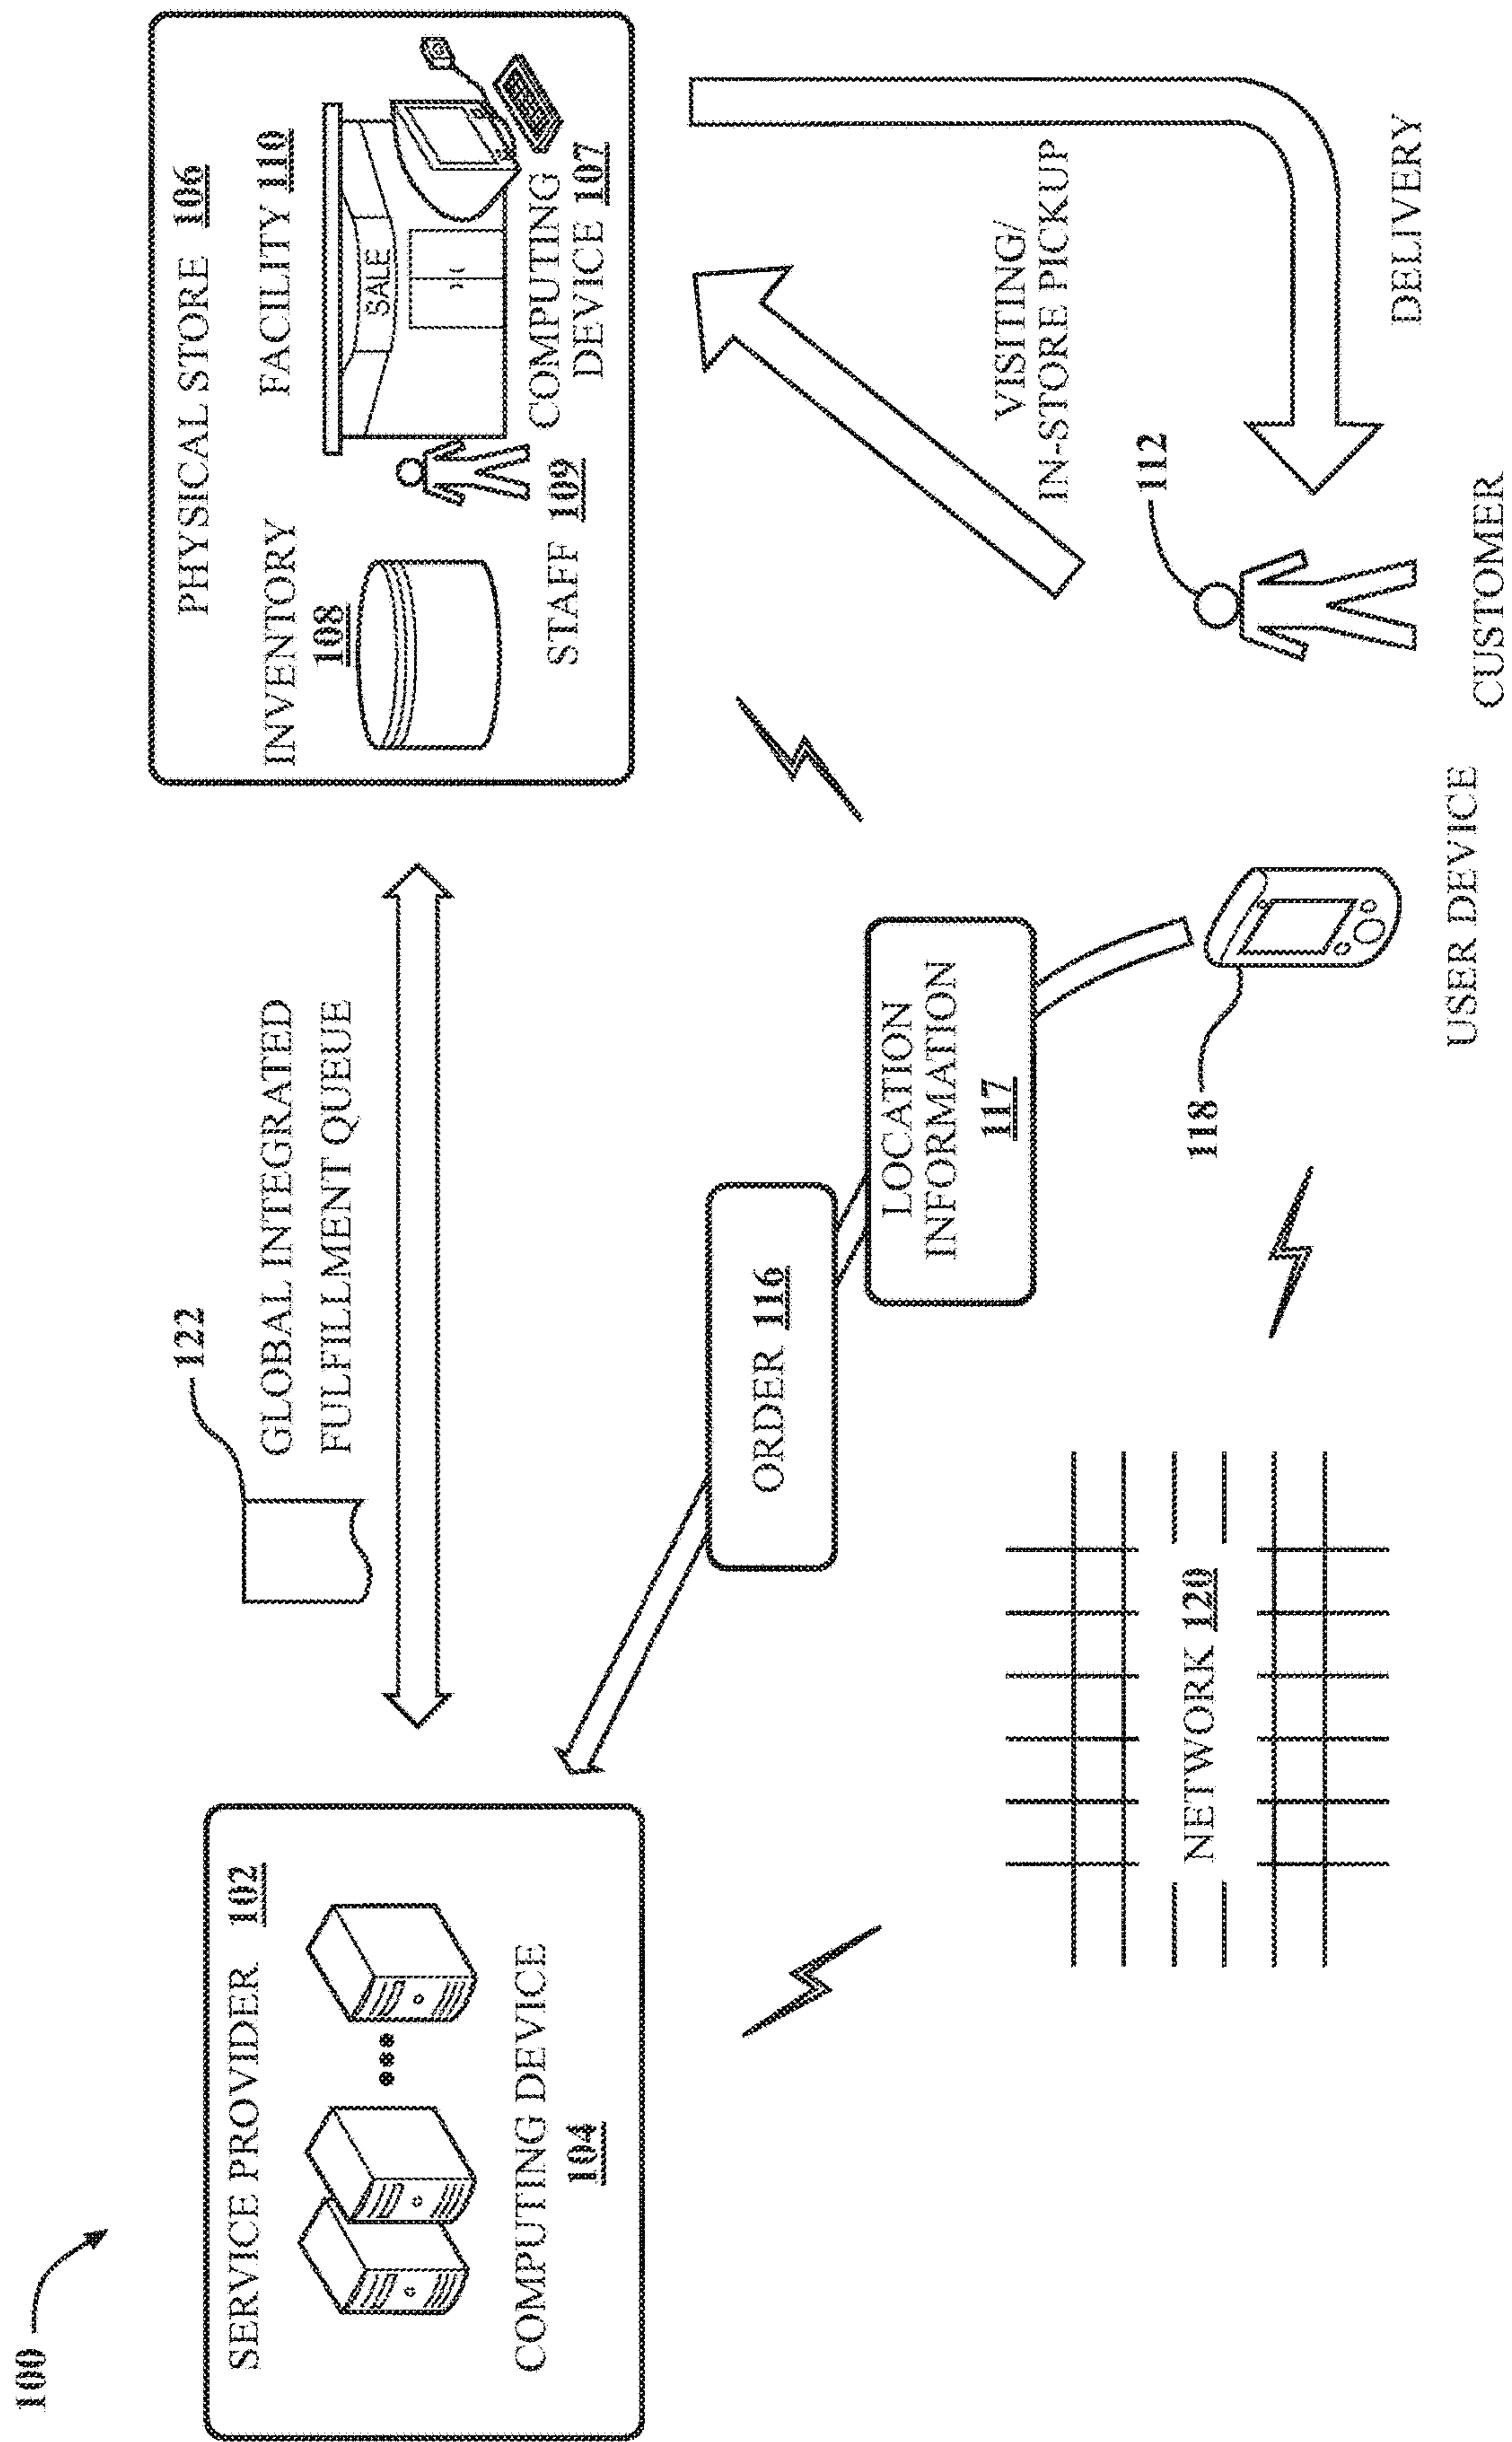 100
SERVICE PROVIDER 102
COMPUTING DEVICE
104
122
GLOBAL INTEGRATED
FULFILLMENT QUEUE
PHYSICAL STORE 106
INVENTORY
108
FACILITY 110
SALE
STAFF 109
COMPUTING
DEVICE 107
ORDER 116
LOCATION
INFORMATION
117
VISITING/
IN-STORE PICKUP
DELIVERY
NETWORK 120
118
USER DEVICE
112
CUSTOMER